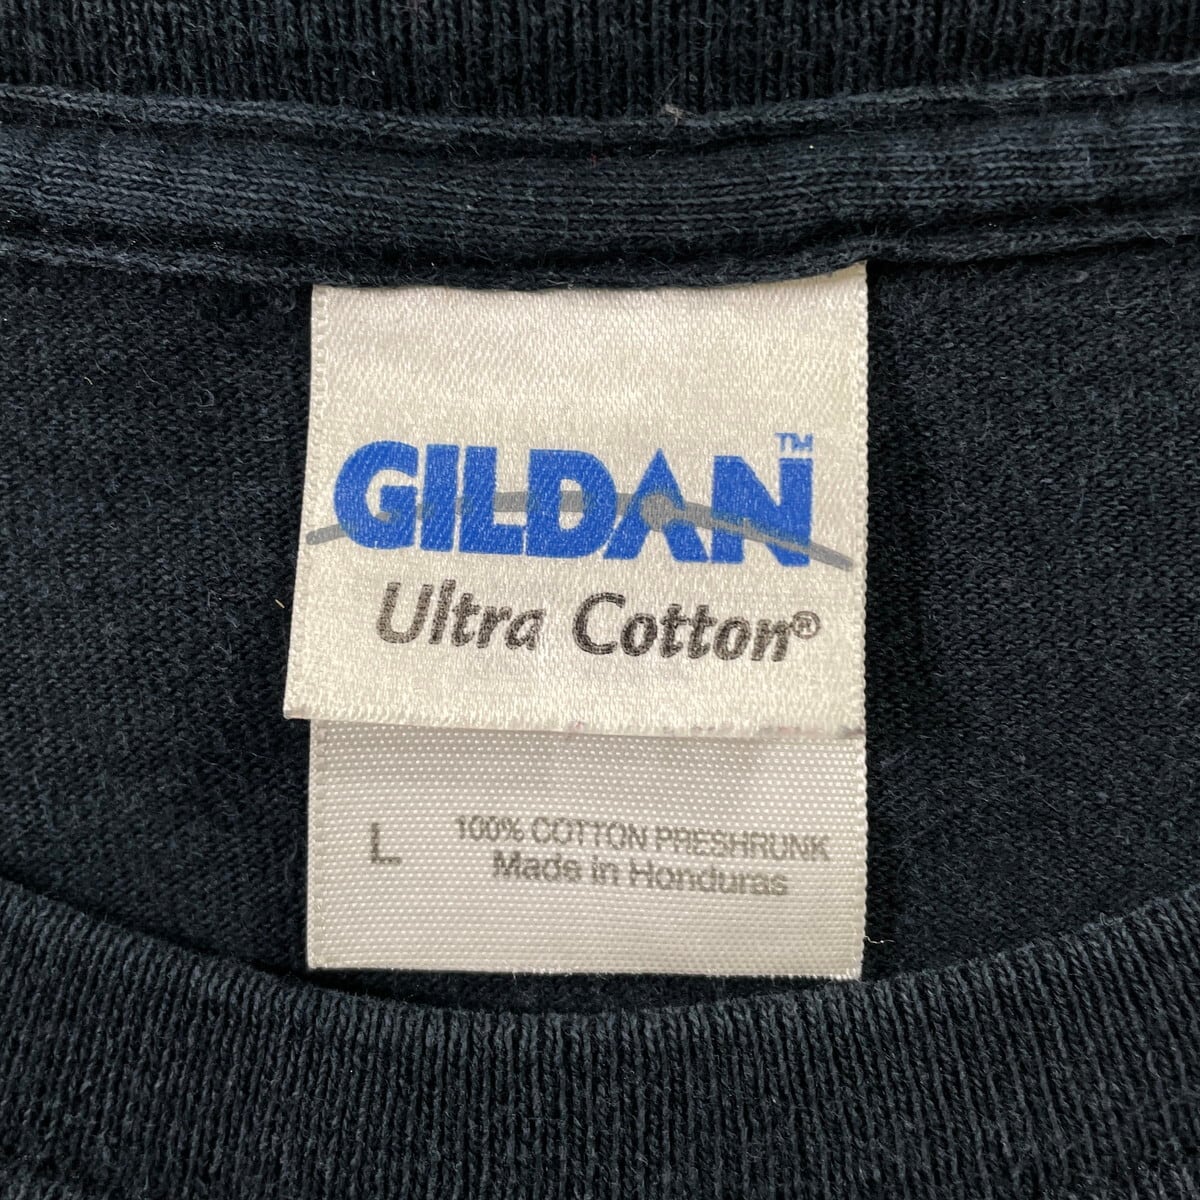 GILDAN™
Ultra Cotton®
L
100% COTTON PRESHRUNK
Made in Honduras